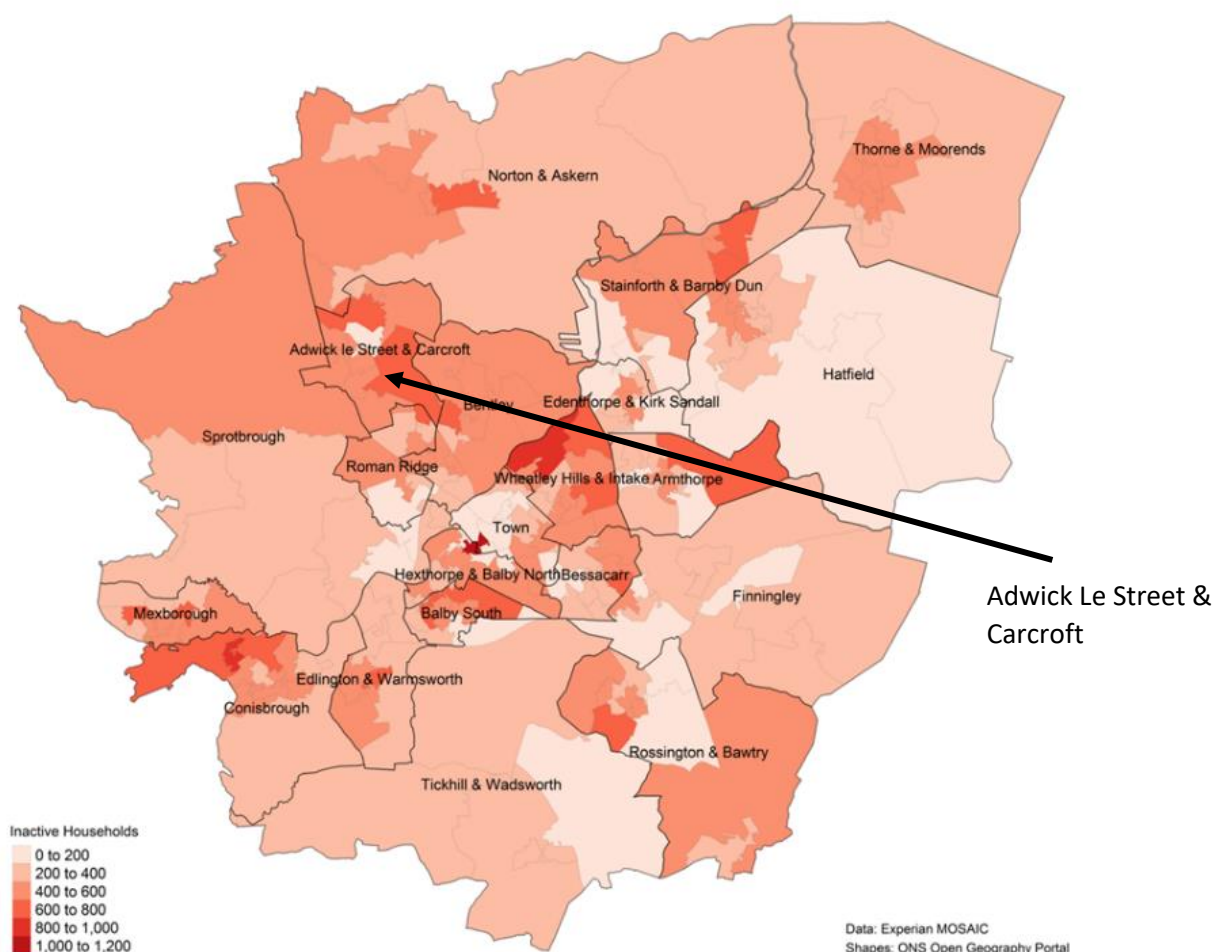 Thorne & Moorends
Norton & Askern
Stainforth & Barnby Dun
Adwick le Street & Carcroft
Hatfield
Bentley
Edenthorpe & Kirk Sandall
Sprotbrough
Roman Ridge
Wheatley Hills & Intake
Armthorpe
Town
Hexthorpe & Balby North
Bessacarr
Finningley
Adwick Le Street &
Carcroft
Mexborough
Balby South
Edlington & Warmsworth
Conisbrough
Rossington & Bawtry
Tickhill & Wadsworth
Inactive Households
0 to 200
200 to 400
400 to 600
600 to 800
800 to 1,000
1,000 to 1,200
Data: Experian MOSAIC
Shapes: ONS Open Geography Portal